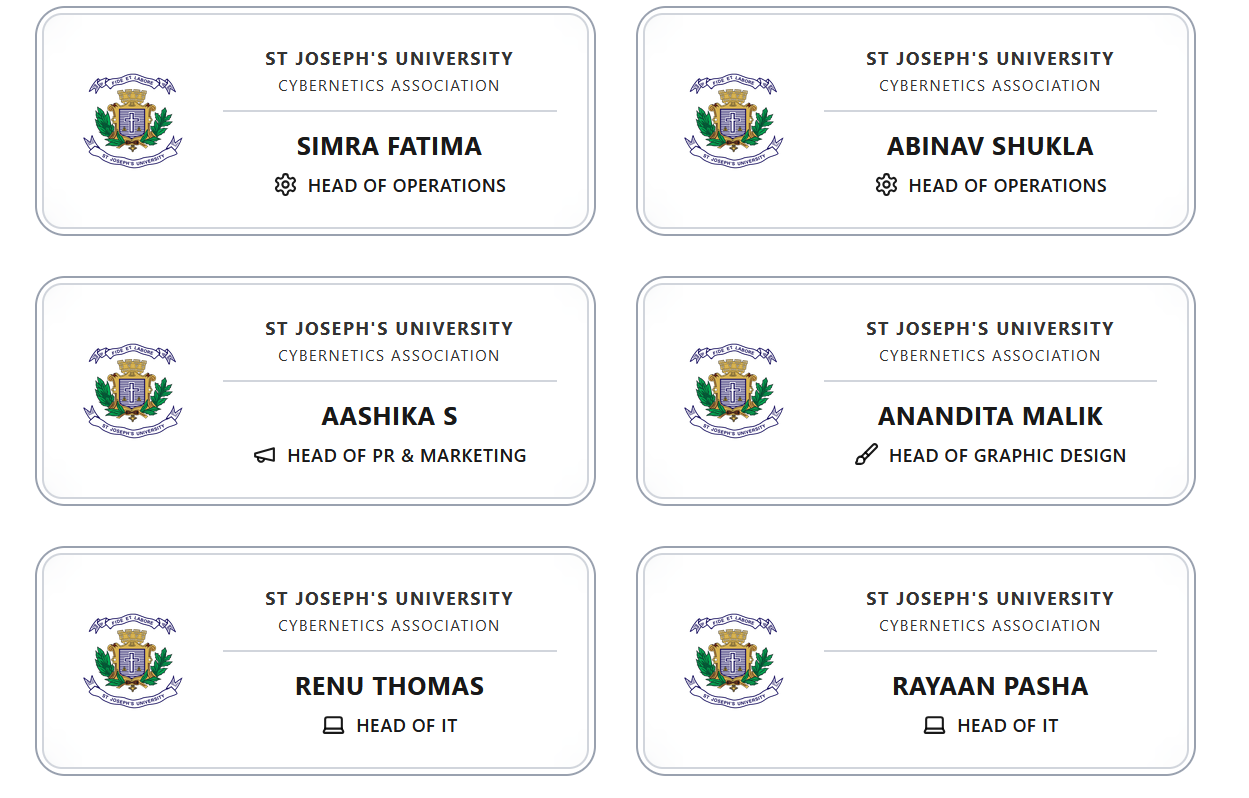 FIDE ET LABORE
ST JOSEPH'S UNIVERSITY
ST JOSEPH'S UNIVERSITY
CYBERNETICS ASSOCIATION
SIMRA FATIMA
HEAD OF OPERATIONS
FIDE ET LABORE
ST JOSEPH'S UNIVERSITY
ST JOSEPH'S UNIVERSITY
CYBERNETICS ASSOCIATION
ABINAV SHUKLA
HEAD OF OPERATIONS
FIDE ET LABORE
ST JOSEPH'S UNIVERSITY
ST JOSEPH'S UNIVERSITY
CYBERNETICS ASSOCIATION
AASHIKA S
HEAD OF PR & MARKETING
FIDE ET LABORE
ST JOSEPH'S UNIVERSITY
ST JOSEPH'S UNIVERSITY
CYBERNETICS ASSOCIATION
ANANDITA MALIK
HEAD OF GRAPHIC DESIGN
FIDE ET LABORE
ST JOSEPH'S UNIVERSITY
ST JOSEPH'S UNIVERSITY
CYBERNETICS ASSOCIATION
RENU THOMAS
HEAD OF IT
FIDE ET LABORE
ST JOSEPH'S UNIVERSITY
ST JOSEPH'S UNIVERSITY
CYBERNETICS ASSOCIATION
RAYAAN PASHA
HEAD OF IT